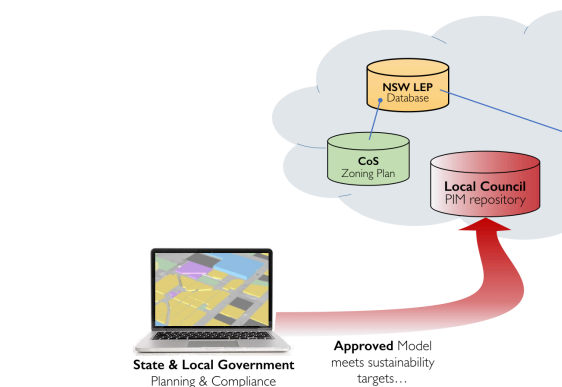 NSW LEP
Database
CoS
Zoning Plan
Local Council
PIM repository
State & Local Government
Planning & Compliance
Approved Model
meets sustainability
targets…